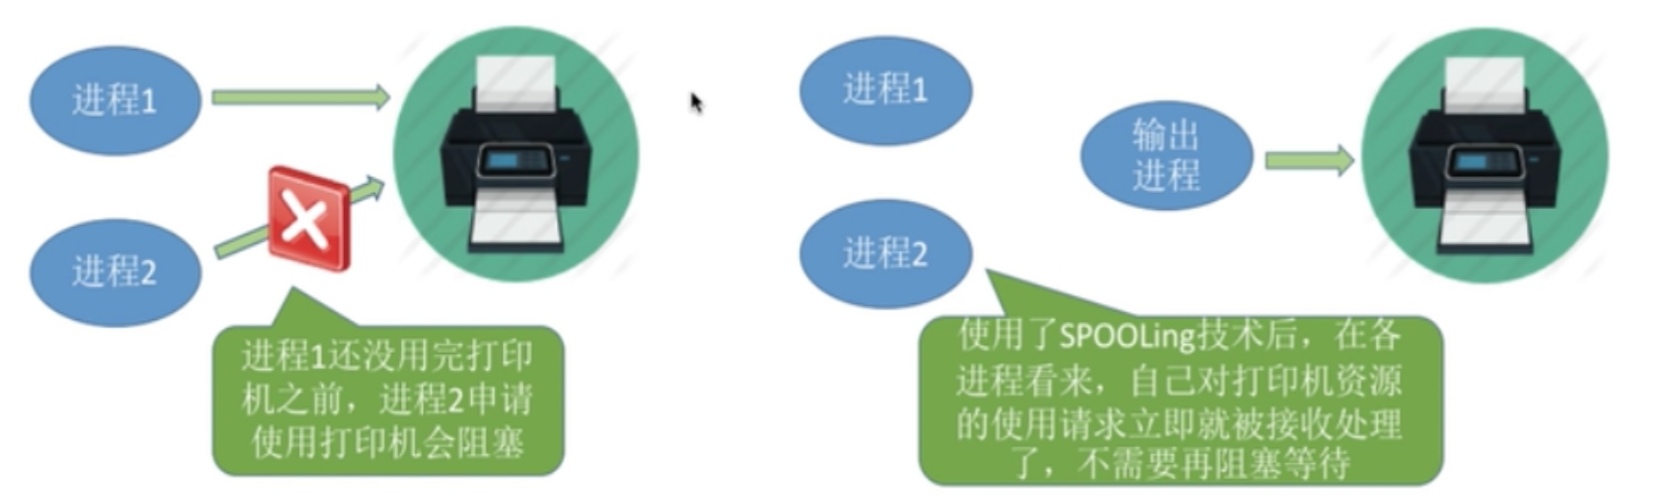 进程1
进程2
进程1还没用完打印
机之前，进程2申请
使用打印机会阻塞
进程1
进程2
输出
进程
使用了SPOOLing技术后，在各
进程看来，自己对打印机资源
的使用请求立即就被接收处理
了，不需要再阻塞等待